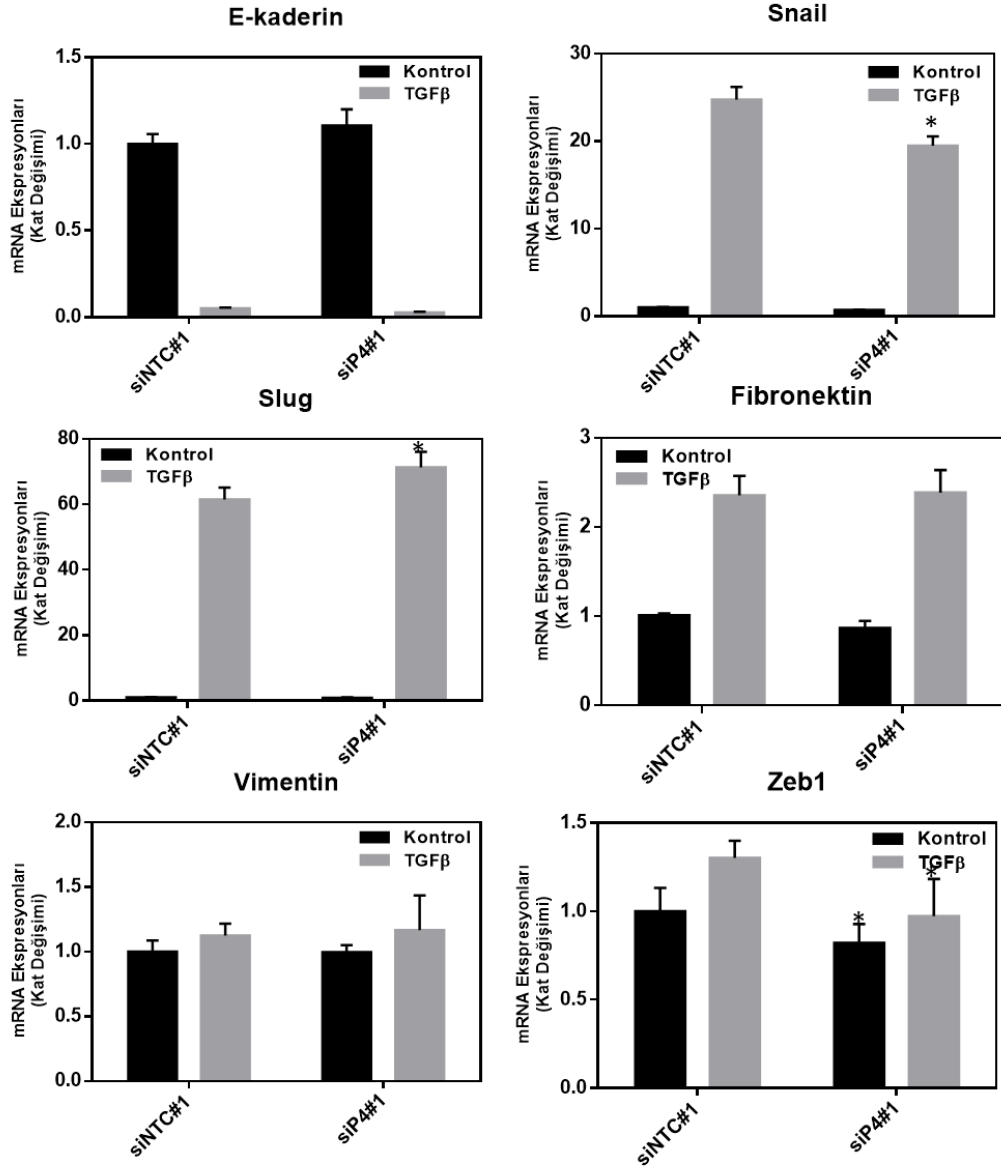 E-kaderin
mRNA Ekspresyonları
(Kat Değişimi)
1.5
1.0
0.5
0.0
Kontrol
TGFβ
siNTC#1
siP4#1
Snail
mRNA Ekspresyonları
(Kat Değişimi)
30
20
10
0
Kontrol
TGFβ
*
siNTC#1
siP4#1
Slug
mRNA Ekspresyonları
(Kat Değişimi)
80
60
40
20
0
Kontrol
TGFβ
*
siNTC#1
siP4#1
Fibronektin
mRNA Ekspresyonları
(Kat Değişimi)
3
2
1
0
Kontrol
TGFβ
siNTC#1
siP4#1
Vimentin
mRNA Ekspresyonları
(Kat Değişimi)
2.0
1.5
1.0
0.5
0.0
Kontrol
TGFβ
siNTC#1
siP4#1
Zeb1
mRNA Ekspresyonları
(Kat Değişimi)
1.5
1.0
0.5
0.0
Kontrol
TGFβ
*
*
siNTC#1
siP4#1